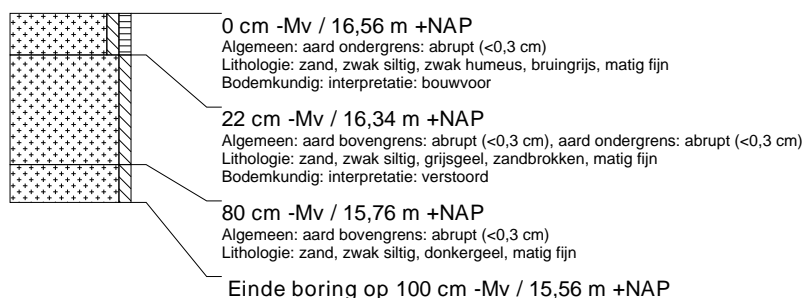 0 cm -Mv / 16,56 m +NAP
Algemeen: aard ondergrens: abrupt (<0,3 cm)
Lithologie: zand, zwak siltig, zwak humeus, bruingrijs, matig fijn
Bodemkundig: interpretatie: bouwvoor
22 cm -Mv / 16,34 m +NAP
Algemeen: aard bovengrens: abrupt (<0,3 cm), aard ondergrens: abrupt (<0,3 cm)
Lithologie: zand, zwak siltig, grijsgeel, zandbrokken, matig fijn
Bodemkundig: interpretatie: verstoord
80 cm -Mv / 15,76 m +NAP
Algemeen: aard bovengrens: abrupt (<0,3 cm)
Lithologie: zand, zwak siltig, donkergeel, matig fijn
Einde boring op 100 cm -Mv / 15,56 m +NAP